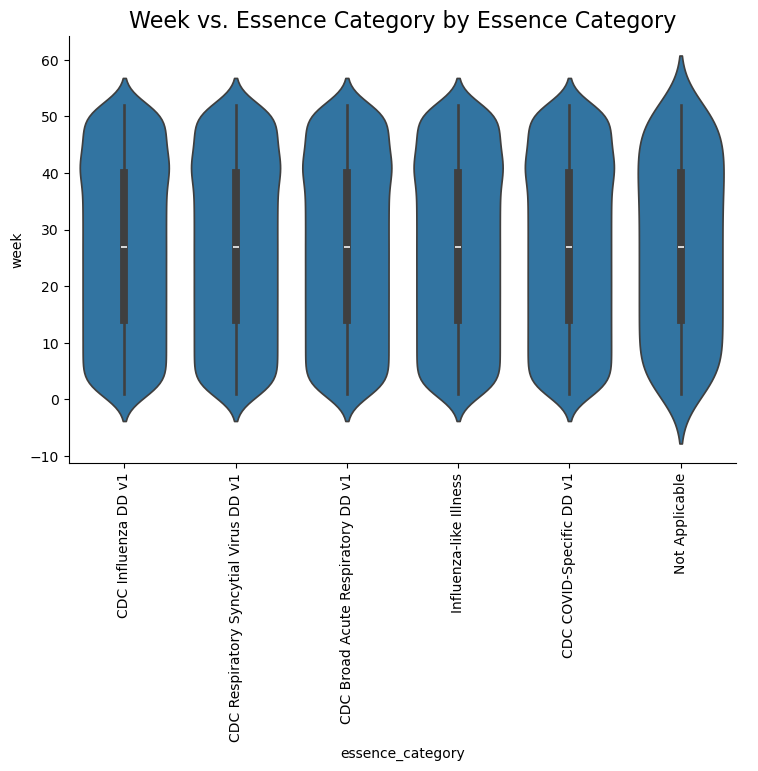 Week vs. Essence Category by Essence Category
60
50
40
30
20
10
0
−10
week
CDC Influenza DD v1
CDC Respiratory Syncytial Virus DD v1
CDC Broad Acute Respiratory DD v1
Influenza-like Illness
CDC COVID-Specific DD v1
Not Applicable
essence_category